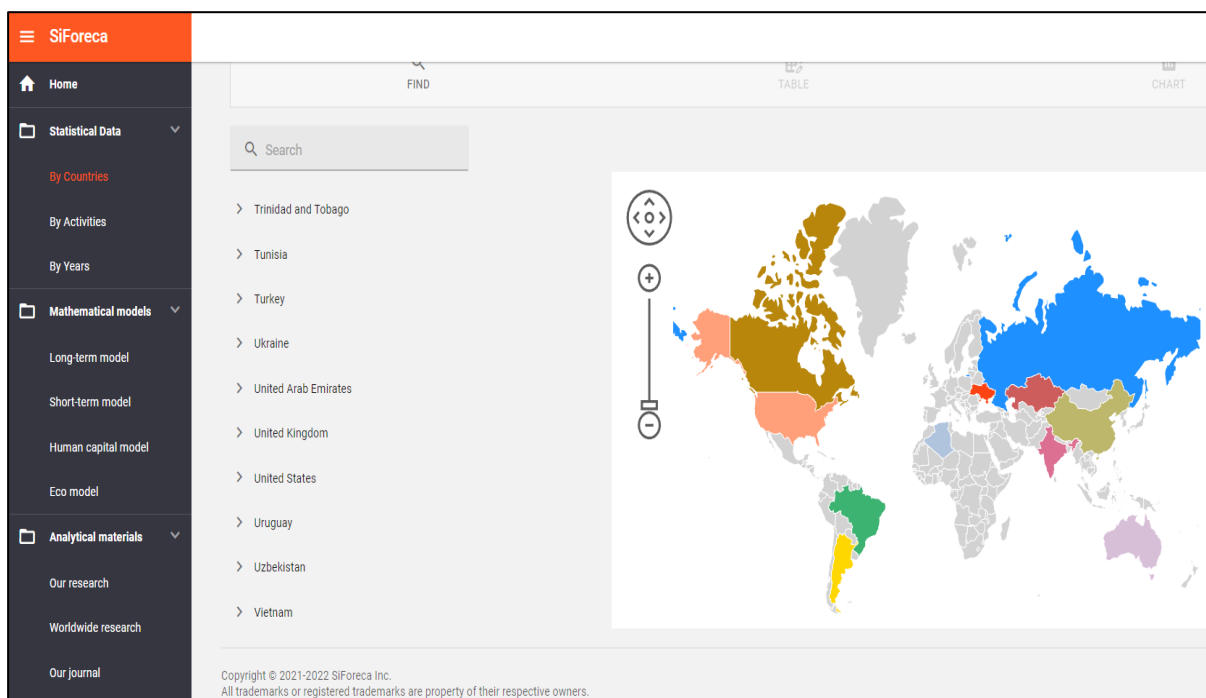 SiForeca
Home
Statistical Data
By Countries
By Activities
By Years
Mathematical models
Long-term model
Short-term model
Human capital model
Eco model
Analytical materials
Our research
Worldwide research
Our journal
FIND
TABLE
CHART
Search
Trinidad and Tobago
Tunisia
Turkey
Ukraine
United Arab Emirates
United Kingdom
United States
Uruguay
Uzbekistan
Vietnam
Copyright © 2021-2022 SiForeca Inc.
All trademarks or registered trademarks are property of their respective owners.